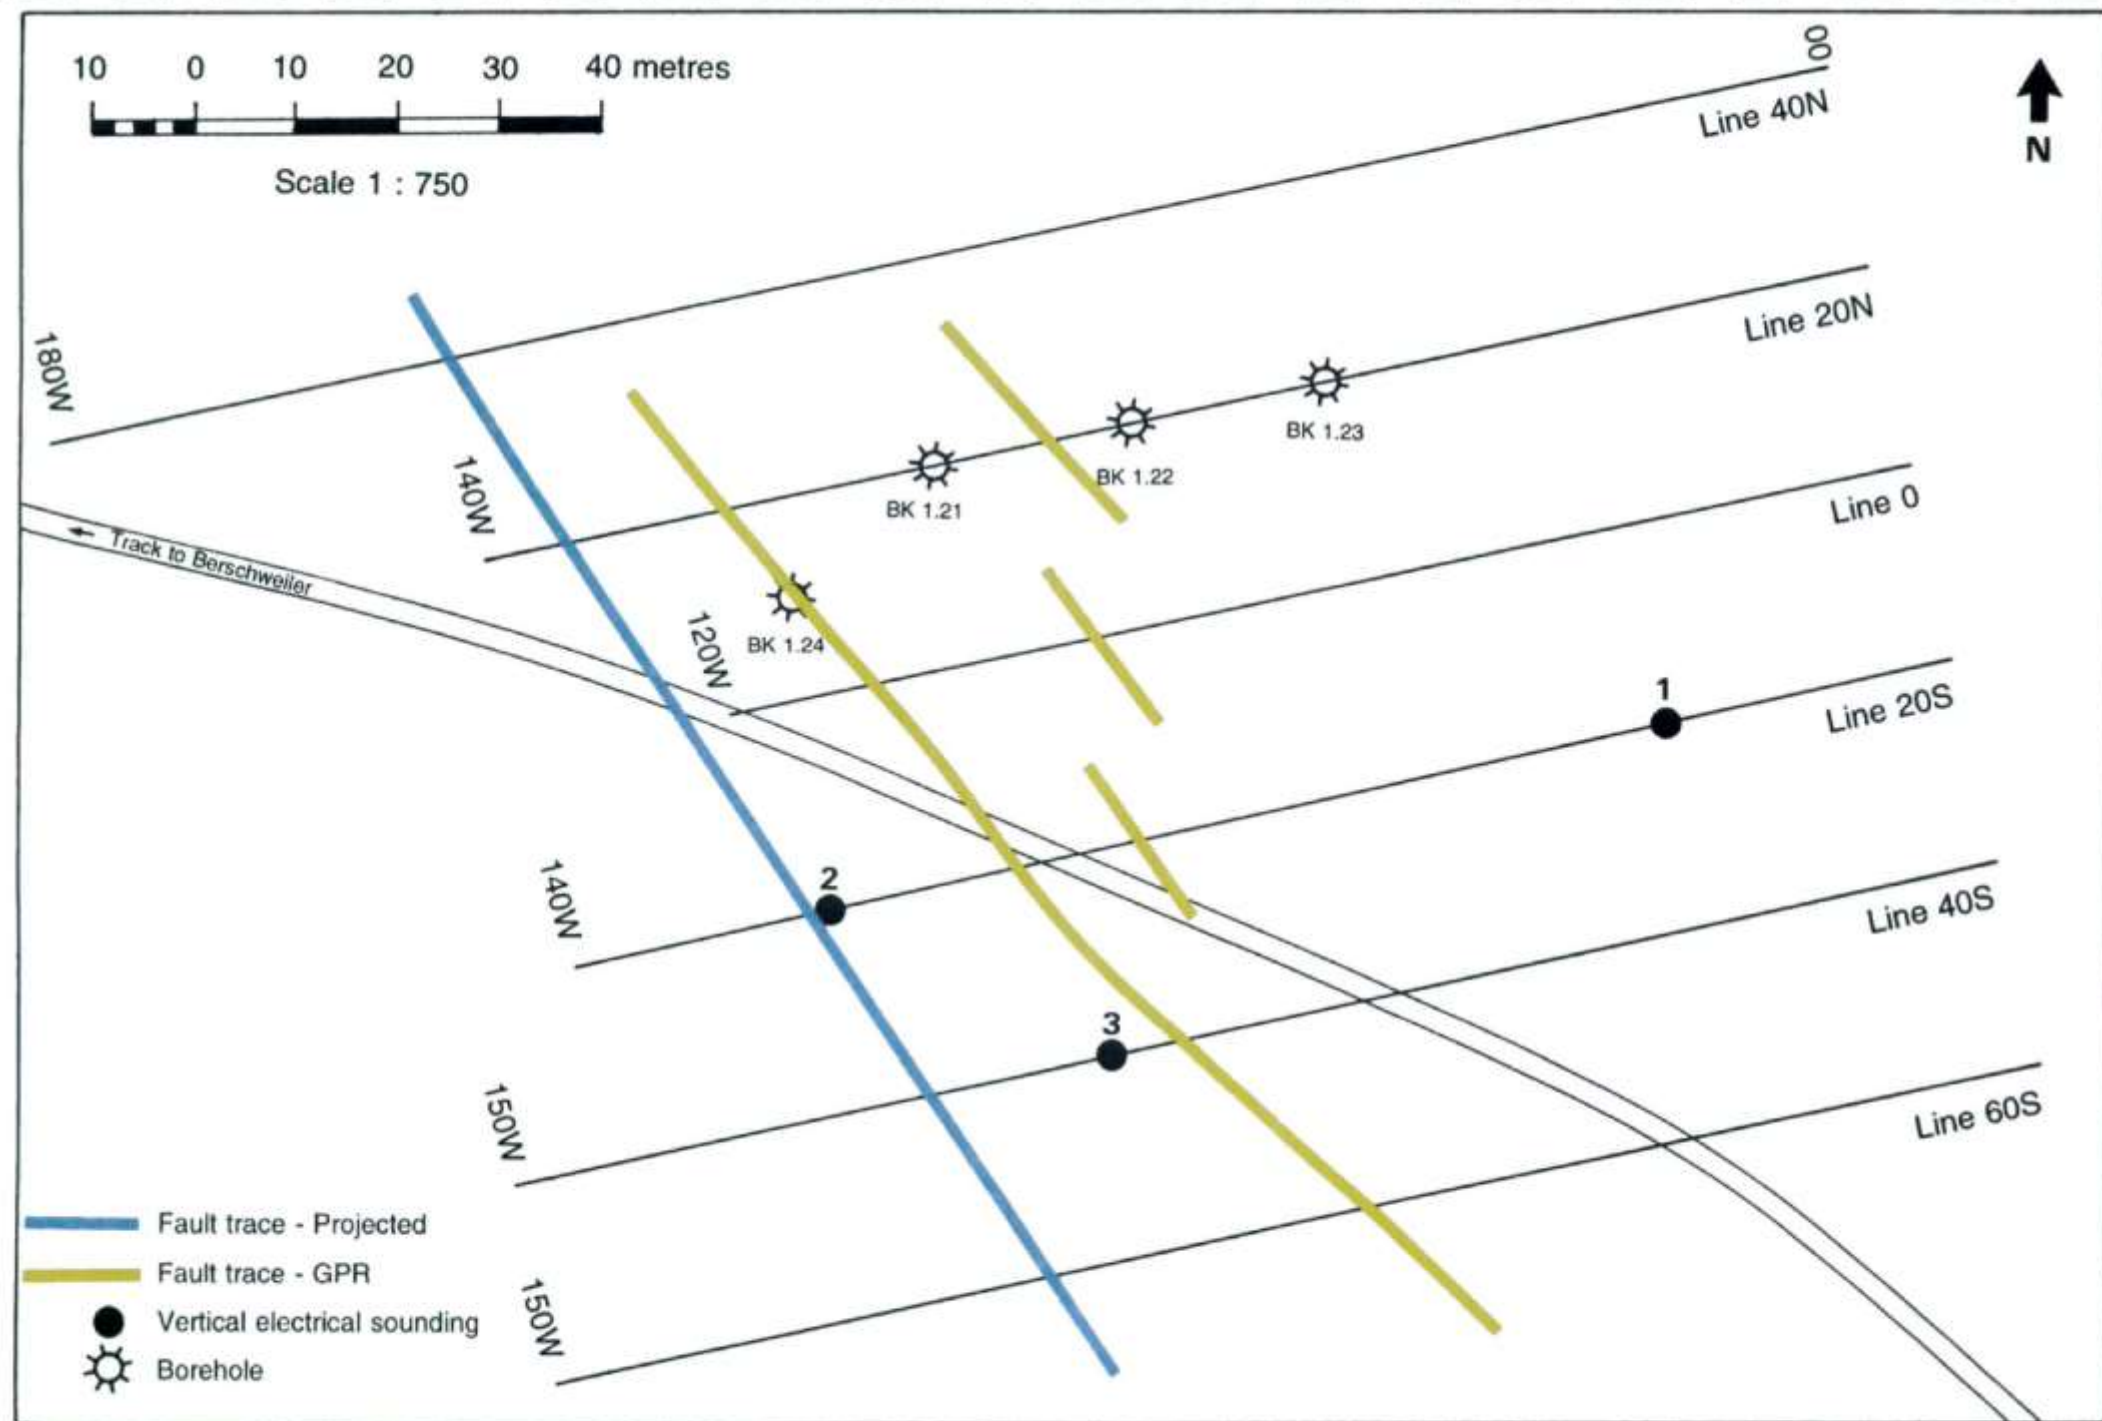 10 0 10 20 30 40 metres
Scale 1 : 750
00
Line 40N
N
180W
Line 20N
140W
BK 1.23
BK 1.22
BK 1.21
Line 0
Track to Berschweiler
120W
BK 1.24
1
Line 20S
2
140W
Line 40S
3
150W
Line 60S
Fault trace - Projected
Fault trace - GPR
Vertical electrical sounding
Borehole
150W